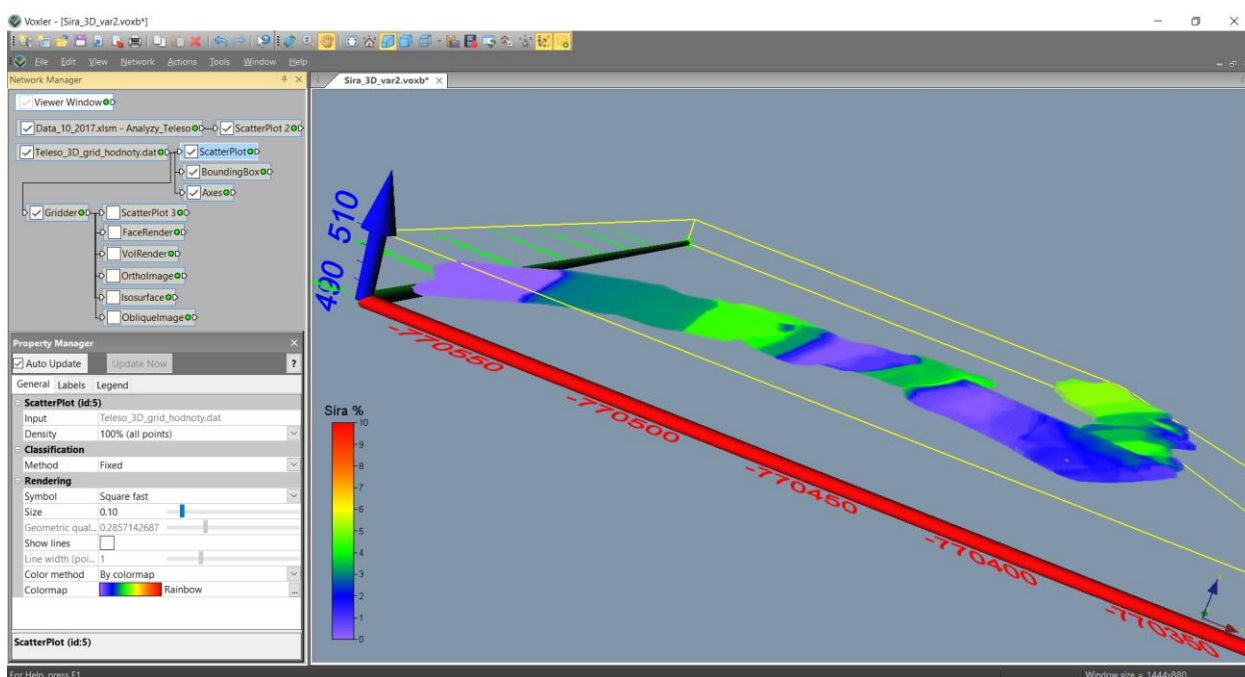 Voxler - [Sira_3D_var2.voxb*]
File Edit View Network Actions Tools Window Help
Network Manager
Viewer Window
Data_10_2017.xlsm - Analyzy_Teleso
ScatterPlot 2
Teleso_3D_grid_hodnoty.dat
ScatterPlot
BoundingBox
Axes
Gridder
ScatterPlot 3
FaceRender
VolRender
OrthoImage
Isosurface
ObliqueImage
Property Manager
Auto Update
Update Now
?
General Labels Legend
ScatterPlot (id:5)
Input Teleso_3D_grid_hodnoty.dat
Density 100% (all points)
Classification
Method Fixed
Rendering
Symbol Square fast
Size 0.10
Geometric qual... 0.2857142687
Show lines
Line width (poi... 1
Color method By colormap
Colormap Rainbow
...
ScatterPlot (id:5)
For Help, press F1
Sira_3D_var2.voxb*
510
490
-770550
-770500
-770450
-770400
-770350
Sira %
10
9
8
7
6
5
4
3
2
1
0
Window size = 1444x880